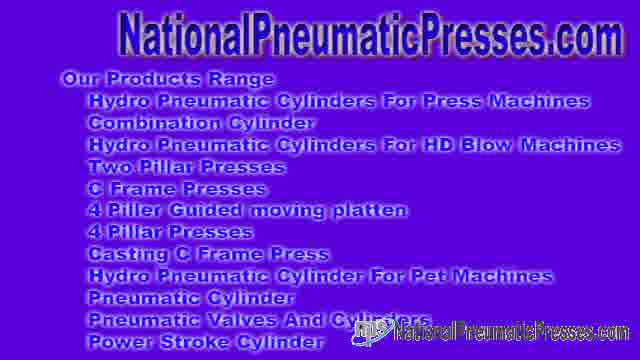 NationalPneumaticPresses.com
Our Products Range
Hydro Pneumatic Cylinders For Press Machines
Combination Cylinder
Hydro Pneumatic Cylinders For HD Blow Machines
Two Pillar Presses
C Frame Presses
4 Piller Guided moving platten
4 Pillar Presses
Casting C Frame Press
Hydro Pneumatic Cylinder For Pet Machines
Pneumatic Cylinder
Pneumatic Valves And Cylinders
NationalPneumaticPresses.com
Power Stroke Cylinder